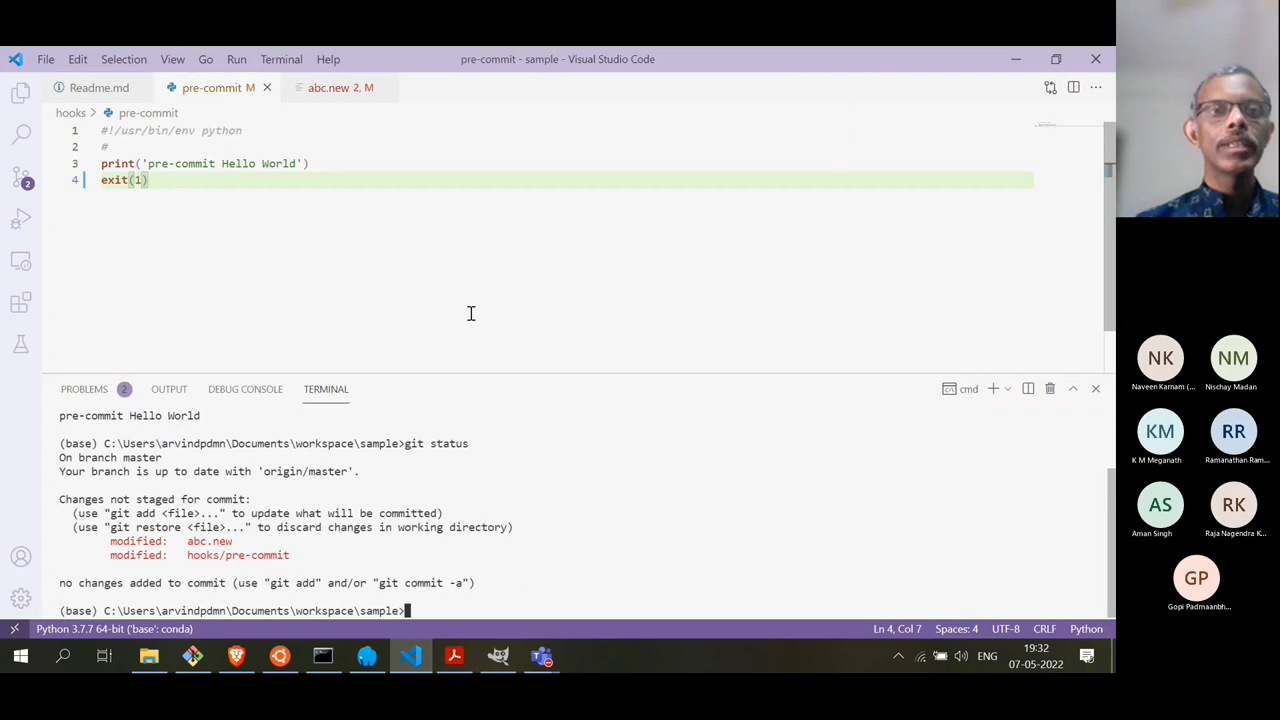 File Edit Selection View Go Run Terminal Help
pre-commit - sample - Visual Studio Code
Readme.md
pre-commit M
abc.new 2, M
hooks > pre-commit
1 #!/usr/bin/env python
2 #
3 print('pre-commit Hello World')
4 exit(1)
2
PROBLEMS 2 OUTPUT DEBUG CONSOLE TERMINAL
cmd
pre-commit Hello World
(base) C:\Users\arvindpdmn\Documents\workspace\sample>git status
On branch master
Your branch is up to date with 'origin/master'.
Changes not staged for commit:
(use "git add <file>..." to update what will be committed)
(use "git restore <file>..." to discard changes in working directory)
modified: abc.new
modified: hooks/pre-commit
no changes added to commit (use "git add" and/or "git commit -a")
(base) C:\Users\arvindpdmn\Documents\workspace\sample>
Python 3.7.7 64-bit ('base': conda)
Ln 4, Col 7 Spaces: 4 UTF-8 CRLF Python
ENG
19:32
07-05-2022
NK
Naveen Karnam (...
NM
Nischay Madan
KM
K M Meganath
RR
Ramanathan Ram...
AS
Aman Singh
RK
Raja Nagendra K...
GP
Gopi Padmaanbh...